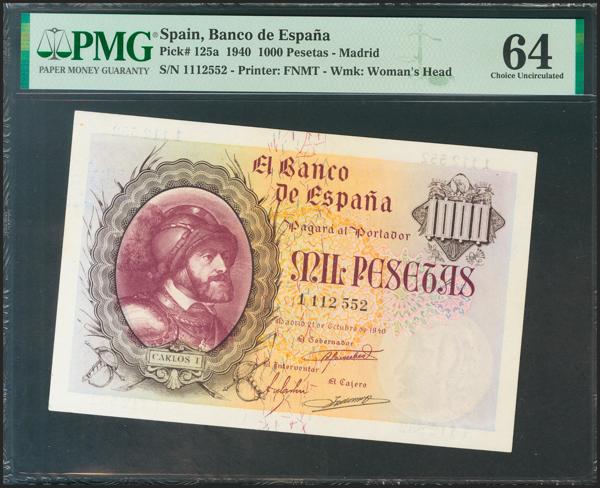 PMG
PAPER MONEY GUARANTY
Spain, Banco de España
Pick# 125a 1940 1000 Pesetas - Madrid
S/N 1112552 - Printer: FNMT - Wmk: Woman's Head
64
Choice Uncirculated
El Banco
de España
Pagará al Portador
MIL PESETAS
1 112 552
Madrid 21 de Octubre de 1940
El Gobernador
El Interventor
El Cajero
CARLOS I